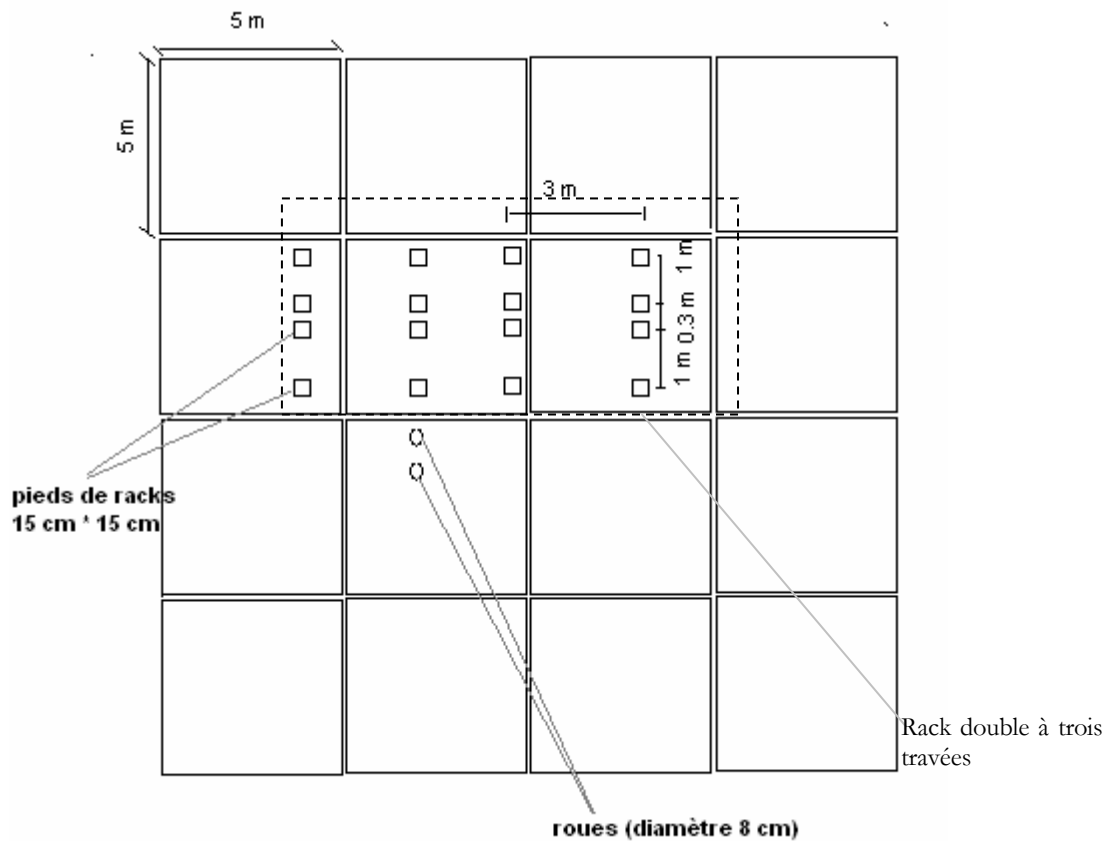 5 m
5 m
3 m
1 m
0.3 m
1 m
pieds de racks
15 cm * 15 cm
Rack double à trois
travées
roues (diamètre 8 cm)